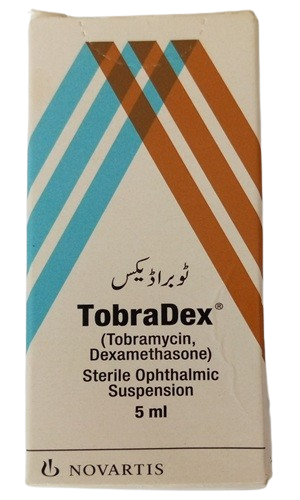 ٹوبراڈیکس
TobraDex®
(Tobramycin,
Dexamethasone)
Sterile Ophthalmic
Suspension
5 ml
NOVARTIS